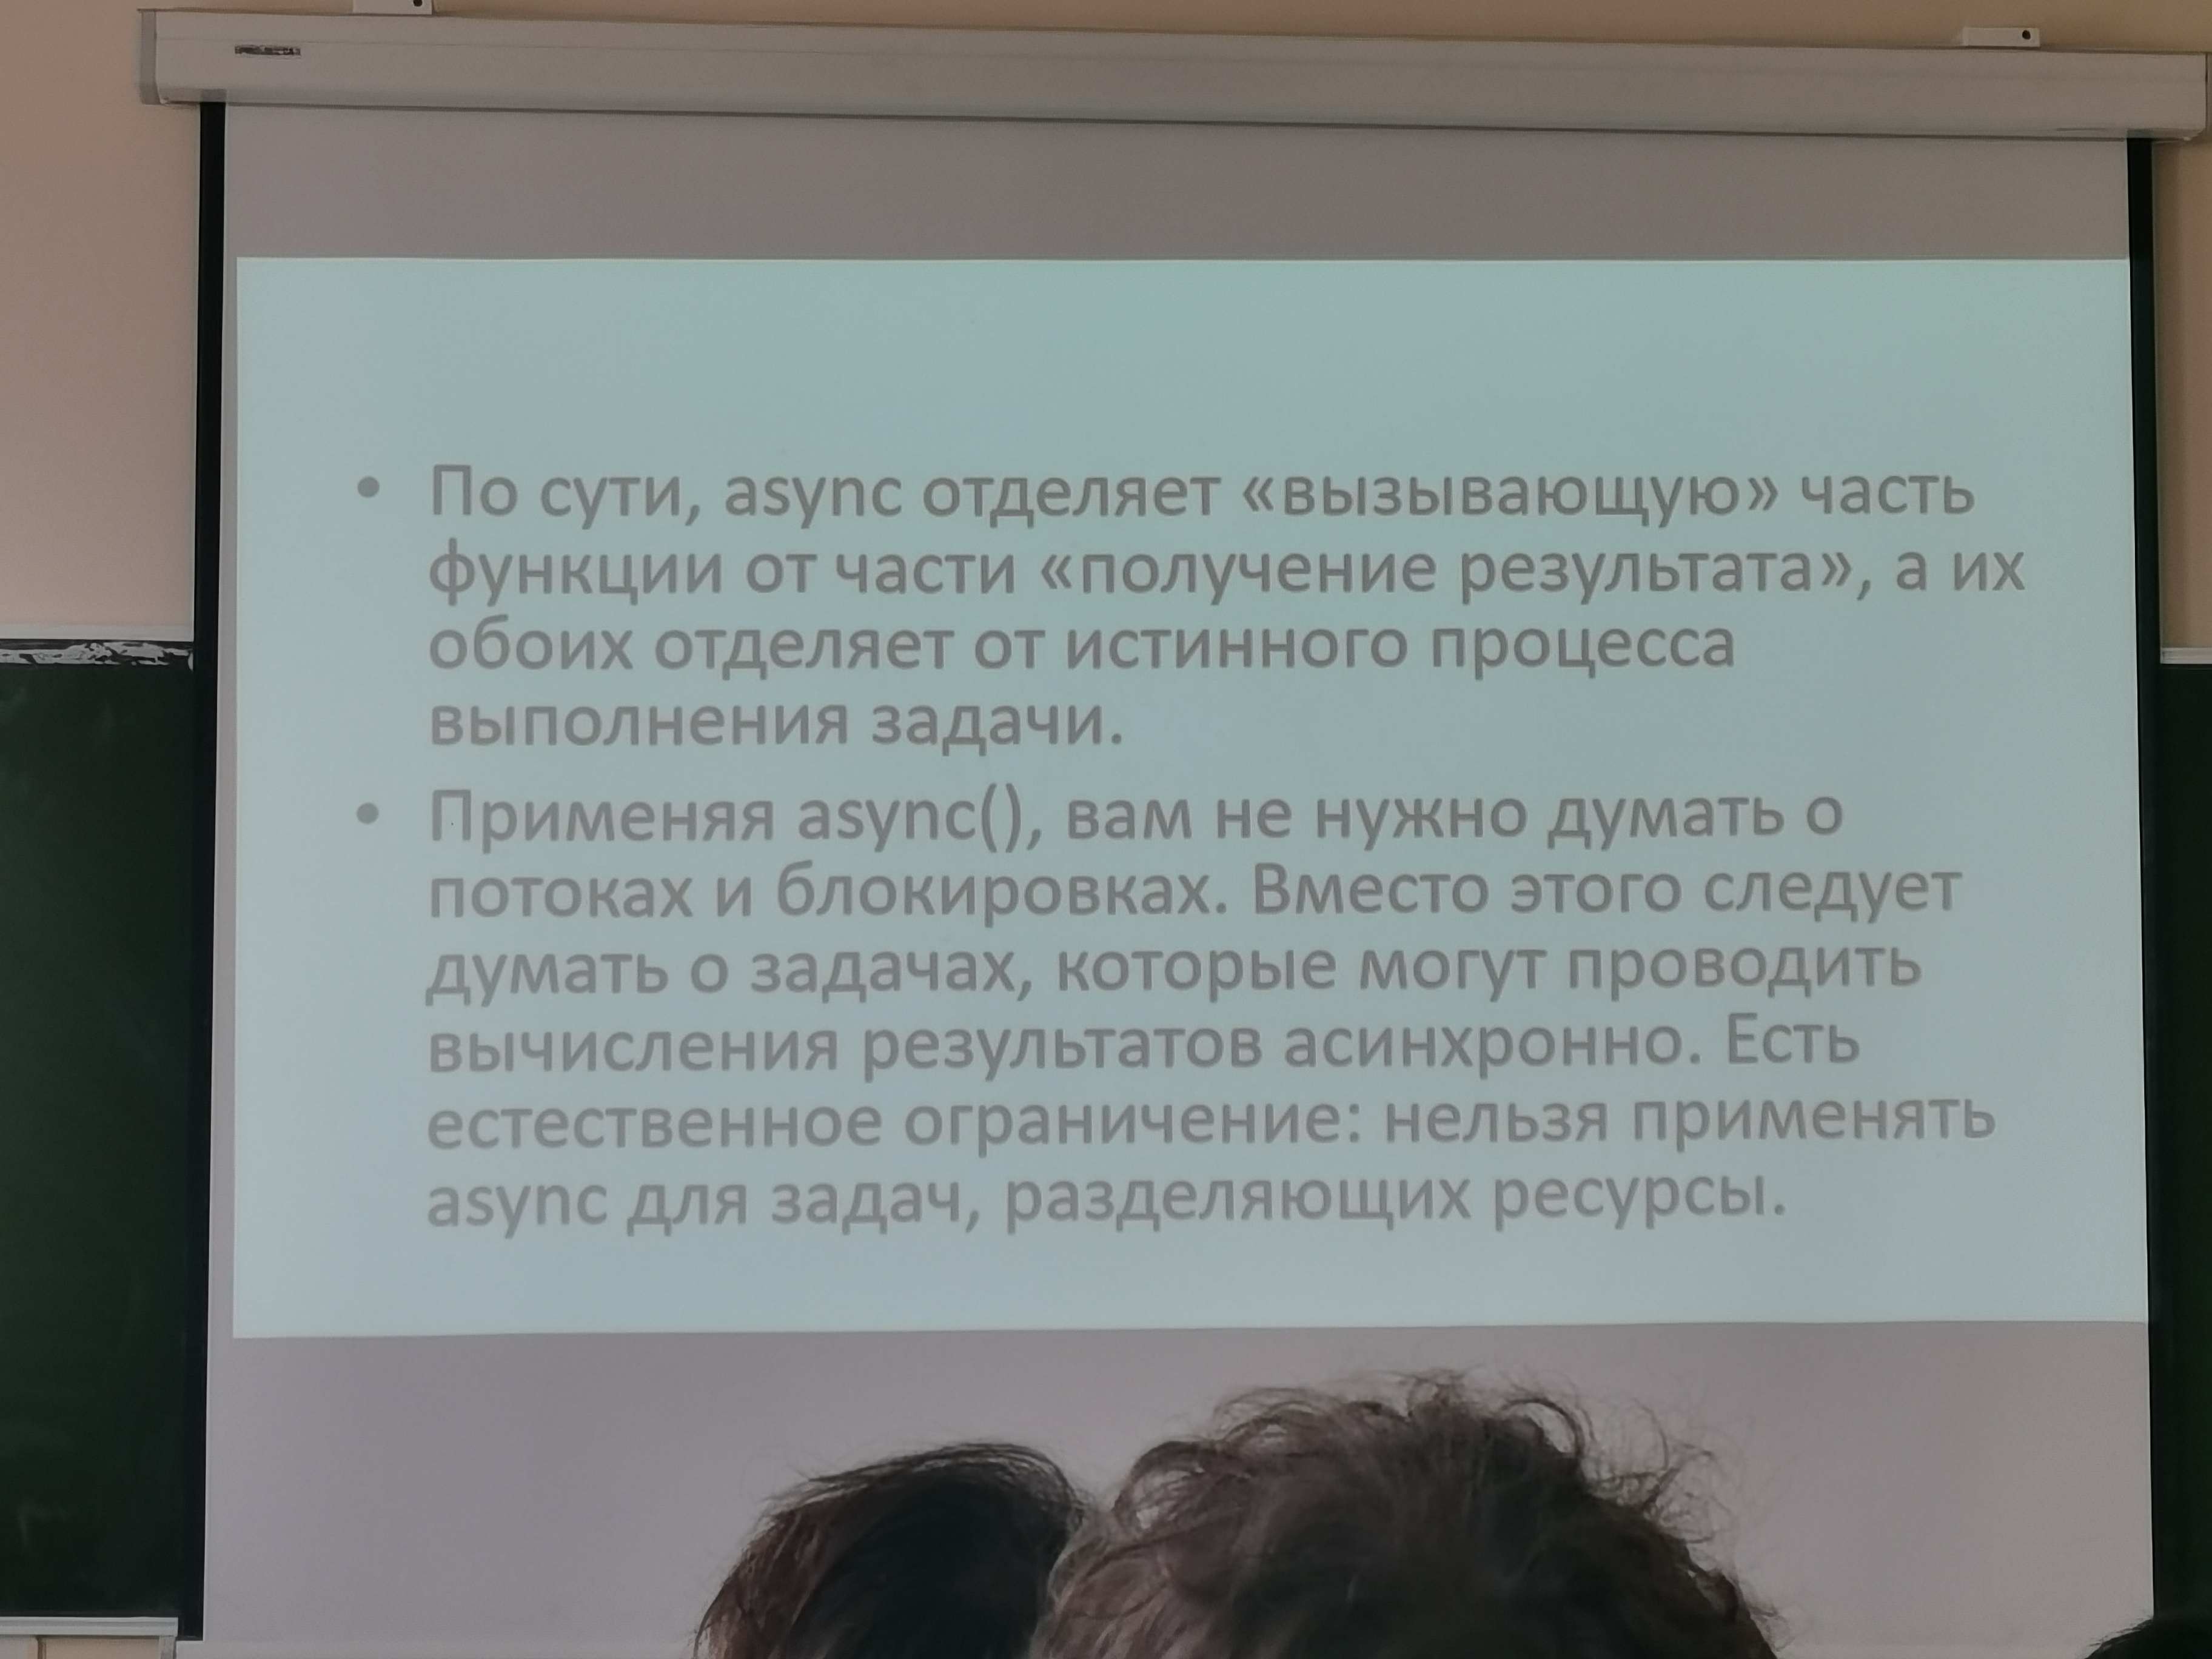 • По сути, async отделяет «вызывающую» часть
функции от части «получение результата», а их
обоих отделяет от истинного процесса
выполнения задачи.
• Применяя async(), вам не нужно думать о
потоках и блокировках. Вместо этого следует
думать о задачах, которые могут проводить
вычисления результатов асинхронно. Есть
естественное ограничение: нельзя применять
async для задач, разделяющих ресурсы.